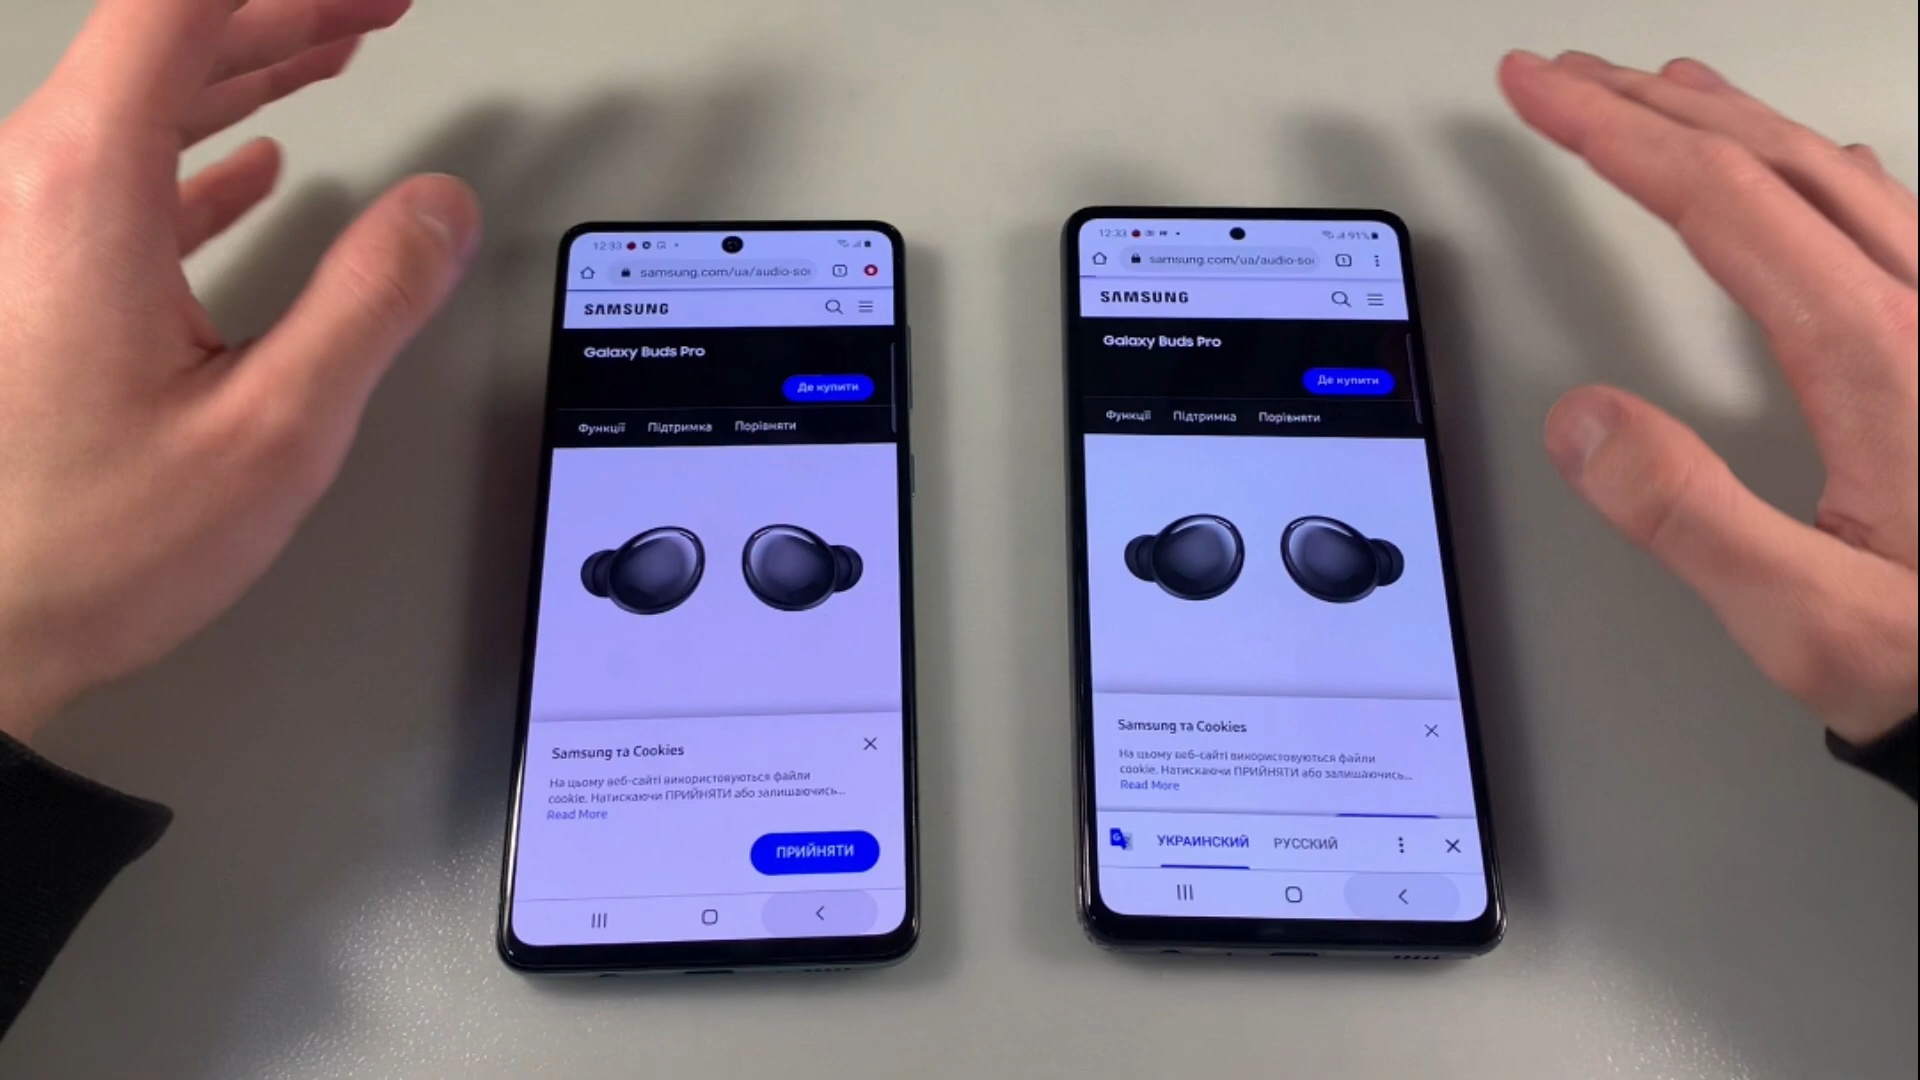 12:33
samsung.com/ua/audio-so
SAMSUNG
Galaxy Buds Pro
Де купити
Функції Підтримка Порівняти
Samsung та Cookies
На цьому веб-сайті використовуються файли
cookie. Натискаючи ПРИЙНЯТИ або залишаючись...
Read More
ПРИЙНЯТИ
12:33 91%
samsung.com/ua/audio-so
SAMSUNG
Galaxy Buds Pro
Де купити
Функції Підтримка Порівняти
Samsung та Cookies
На цьому веб-сайті використовуються файли
cookie. Натискаючи ПРИЙНЯТИ або залишаючись...
Read More
УКРАИНСКИЙ РУССКИЙ